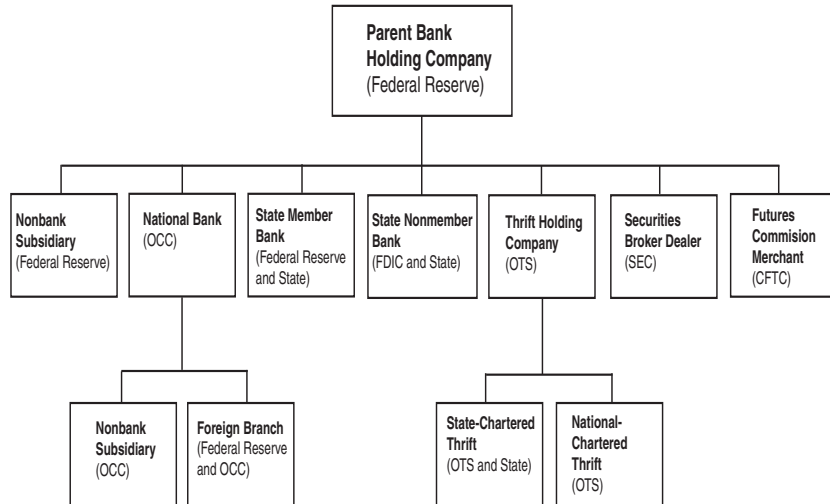 Parent Bank
Holding Company
(Federal Reserve)
Nonbank
Subsidiary
(Federal Reserve)
National Bank
(OCC)
State Member
Bank
(Federal Reserve
and State)
State Nonmember
Bank
(FDIC and State)
Thrift Holding
Company
(OTS)
Securities
Broker Dealer
(SEC)
Futures
Commision
Merchant
(CFTC)
Nonbank
Subsidiary
(OCC)
Foreign Branch
(Federal Reserve
and OCC)
State-Chartered
Thrift
(OTS and State)
National-
Chartered
Thrift
(OTS)